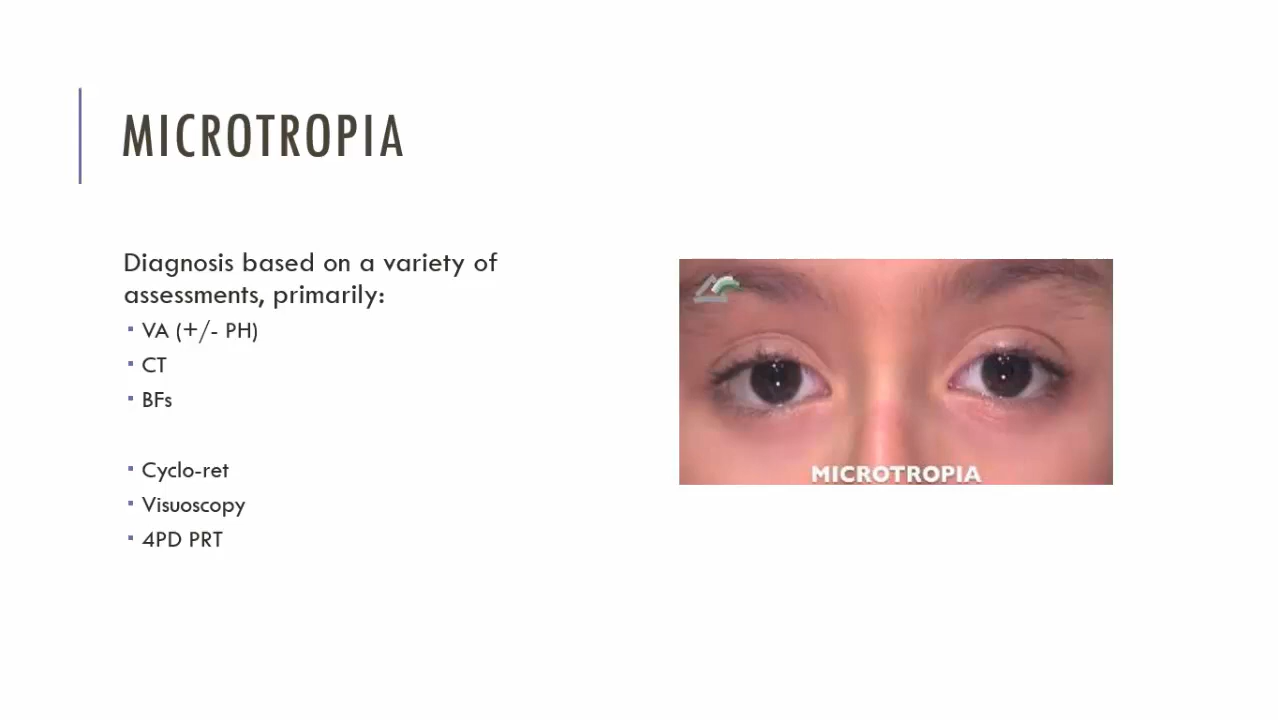 MICROTROPIA
Diagnosis based on a variety of
assessments, primarily:
▪ VA (+/- PH)
▪ CT
▪ BFs
▪ Cyclo-ret
▪ Visuoscopy
▪ 4PD PRT
MICROTROPIA